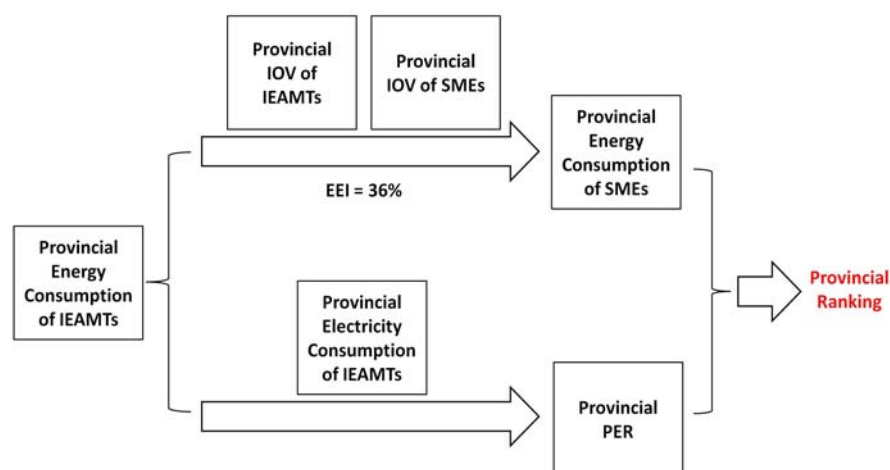 Provincial
IOV of
IEAMTs
Provincial
IOV of SMEs
EEI = 36%
Provincial
Energy
Consumption
of SMEs
Provincial
Energy
Consumption
of IEAMTs
Provincial
Electricity
Consumption
of IEAMTs
Provincial
PER
Provincial
Ranking